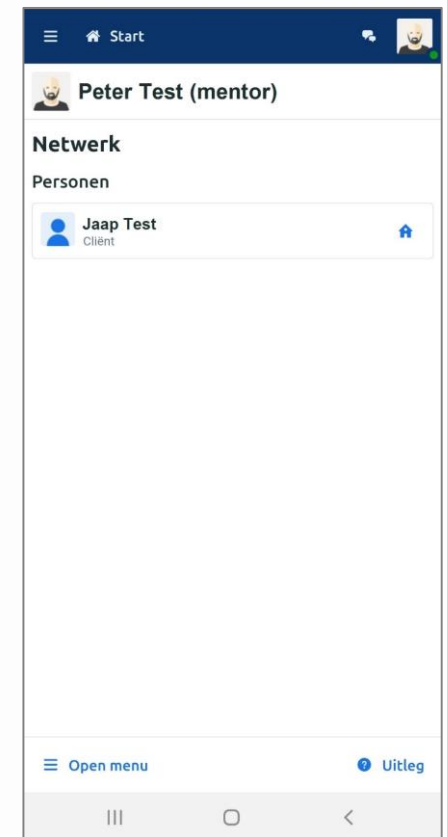 Start
Peter Test (mentor)
Netwerk
Personen
Jaap Test
Cliënt
Open menu
Uitleg